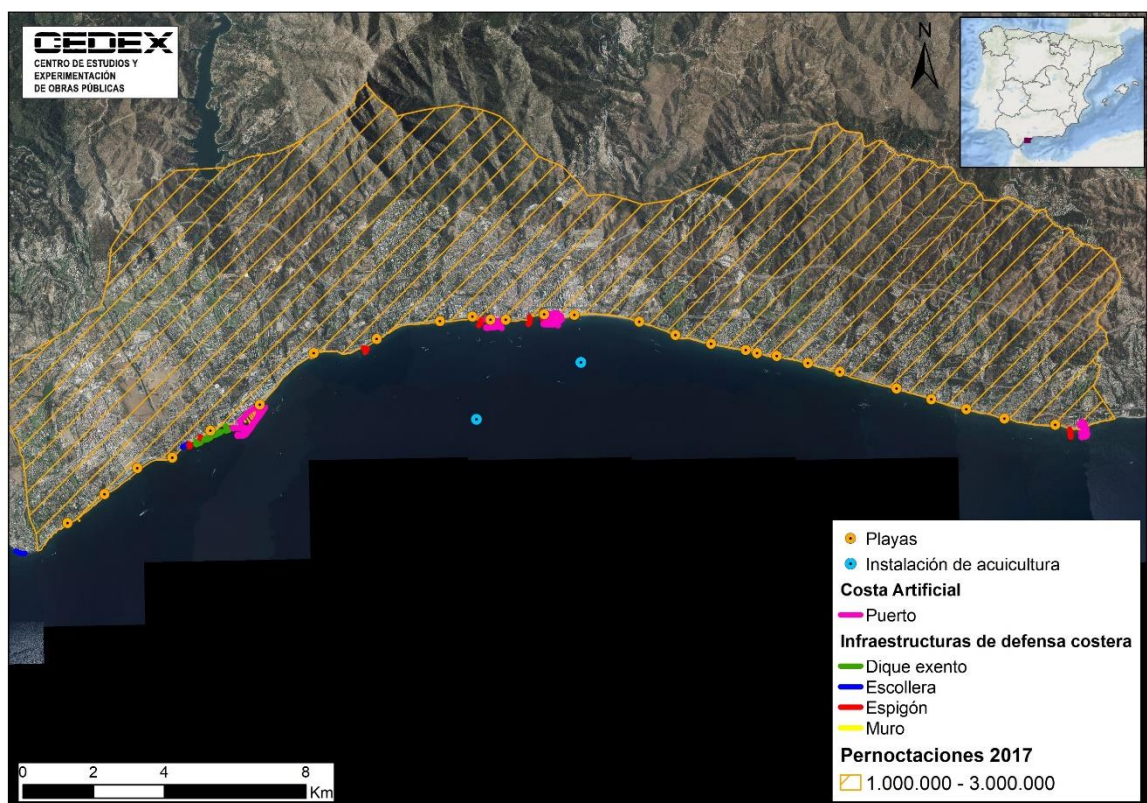 CEDEX
CENTRO DE ESTUDIOS Y
EXPERIMENTACIÓN
DE OBRAS PÚBLICAS
N
Playas
Instalación de acuicultura
Costa Artificial
Puerto
Infraestructuras de defensa costera
Dique exento
Escollera
Espigón
Muro
Pernoctaciones 2017
1.000.000 - 3.000.000
0 2 4 8
Km